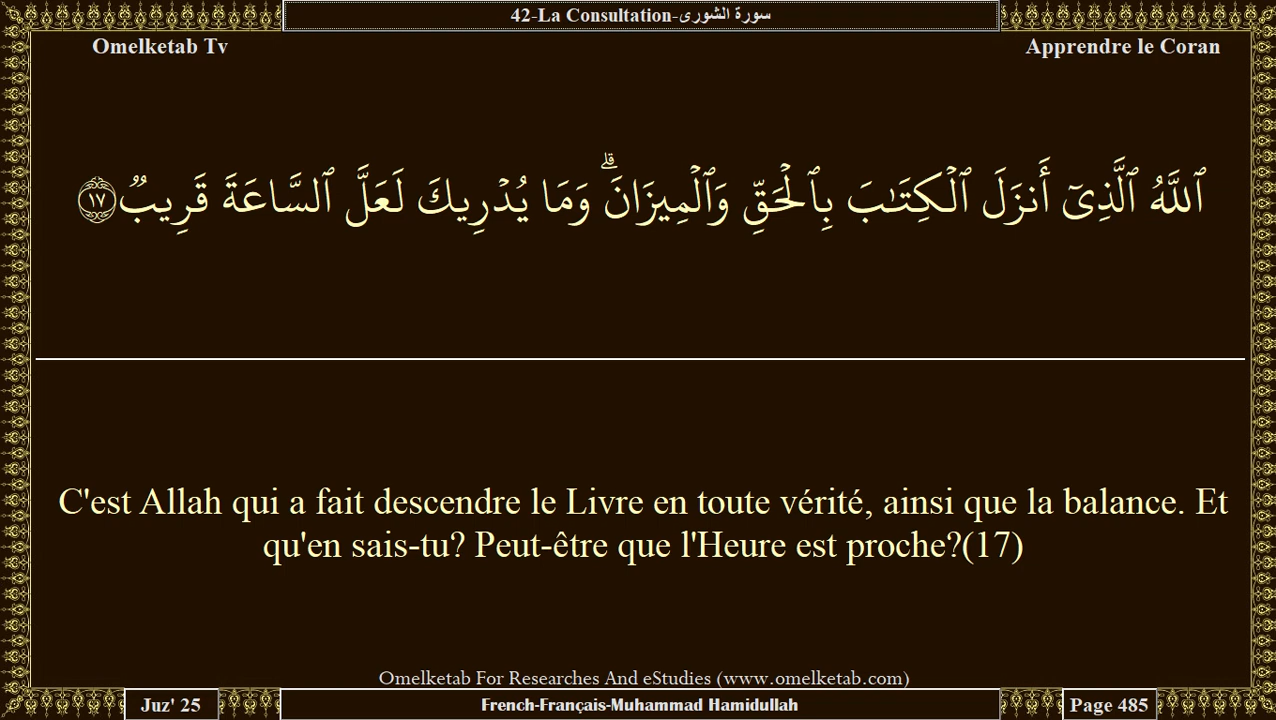 42-La Consultation-سورة الشورى
Omelketab Tv
Apprendre le Coran
ٱللَّهُ ٱلَّذِىٓ أَنزَلَ ٱلْكِتَـٰبَ بِٱلْحَقِّ وَٱلْمِيزَانَ ۗ وَمَا يُدْرِيكَ لَعَلَّ ٱلسَّاعَةَ قَرِيبٌ ١٧
C'est Allah qui a fait descendre le Livre en toute vérité, ainsi que la balance. Et
qu'en sais-tu? Peut-être que l'Heure est proche?(17)
Omelketab For Researches And eStudies (www.omelketab.com)
Juz' 25
French-Français-Muhammad Hamidullah
Page 485